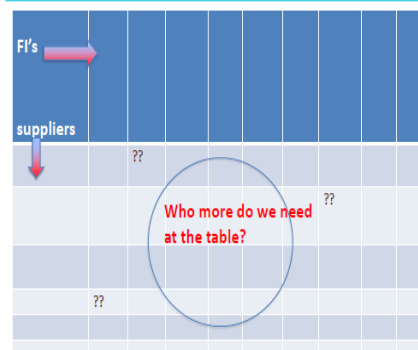 FI's
suppliers
??
??
Who more do we need
at the table?
??